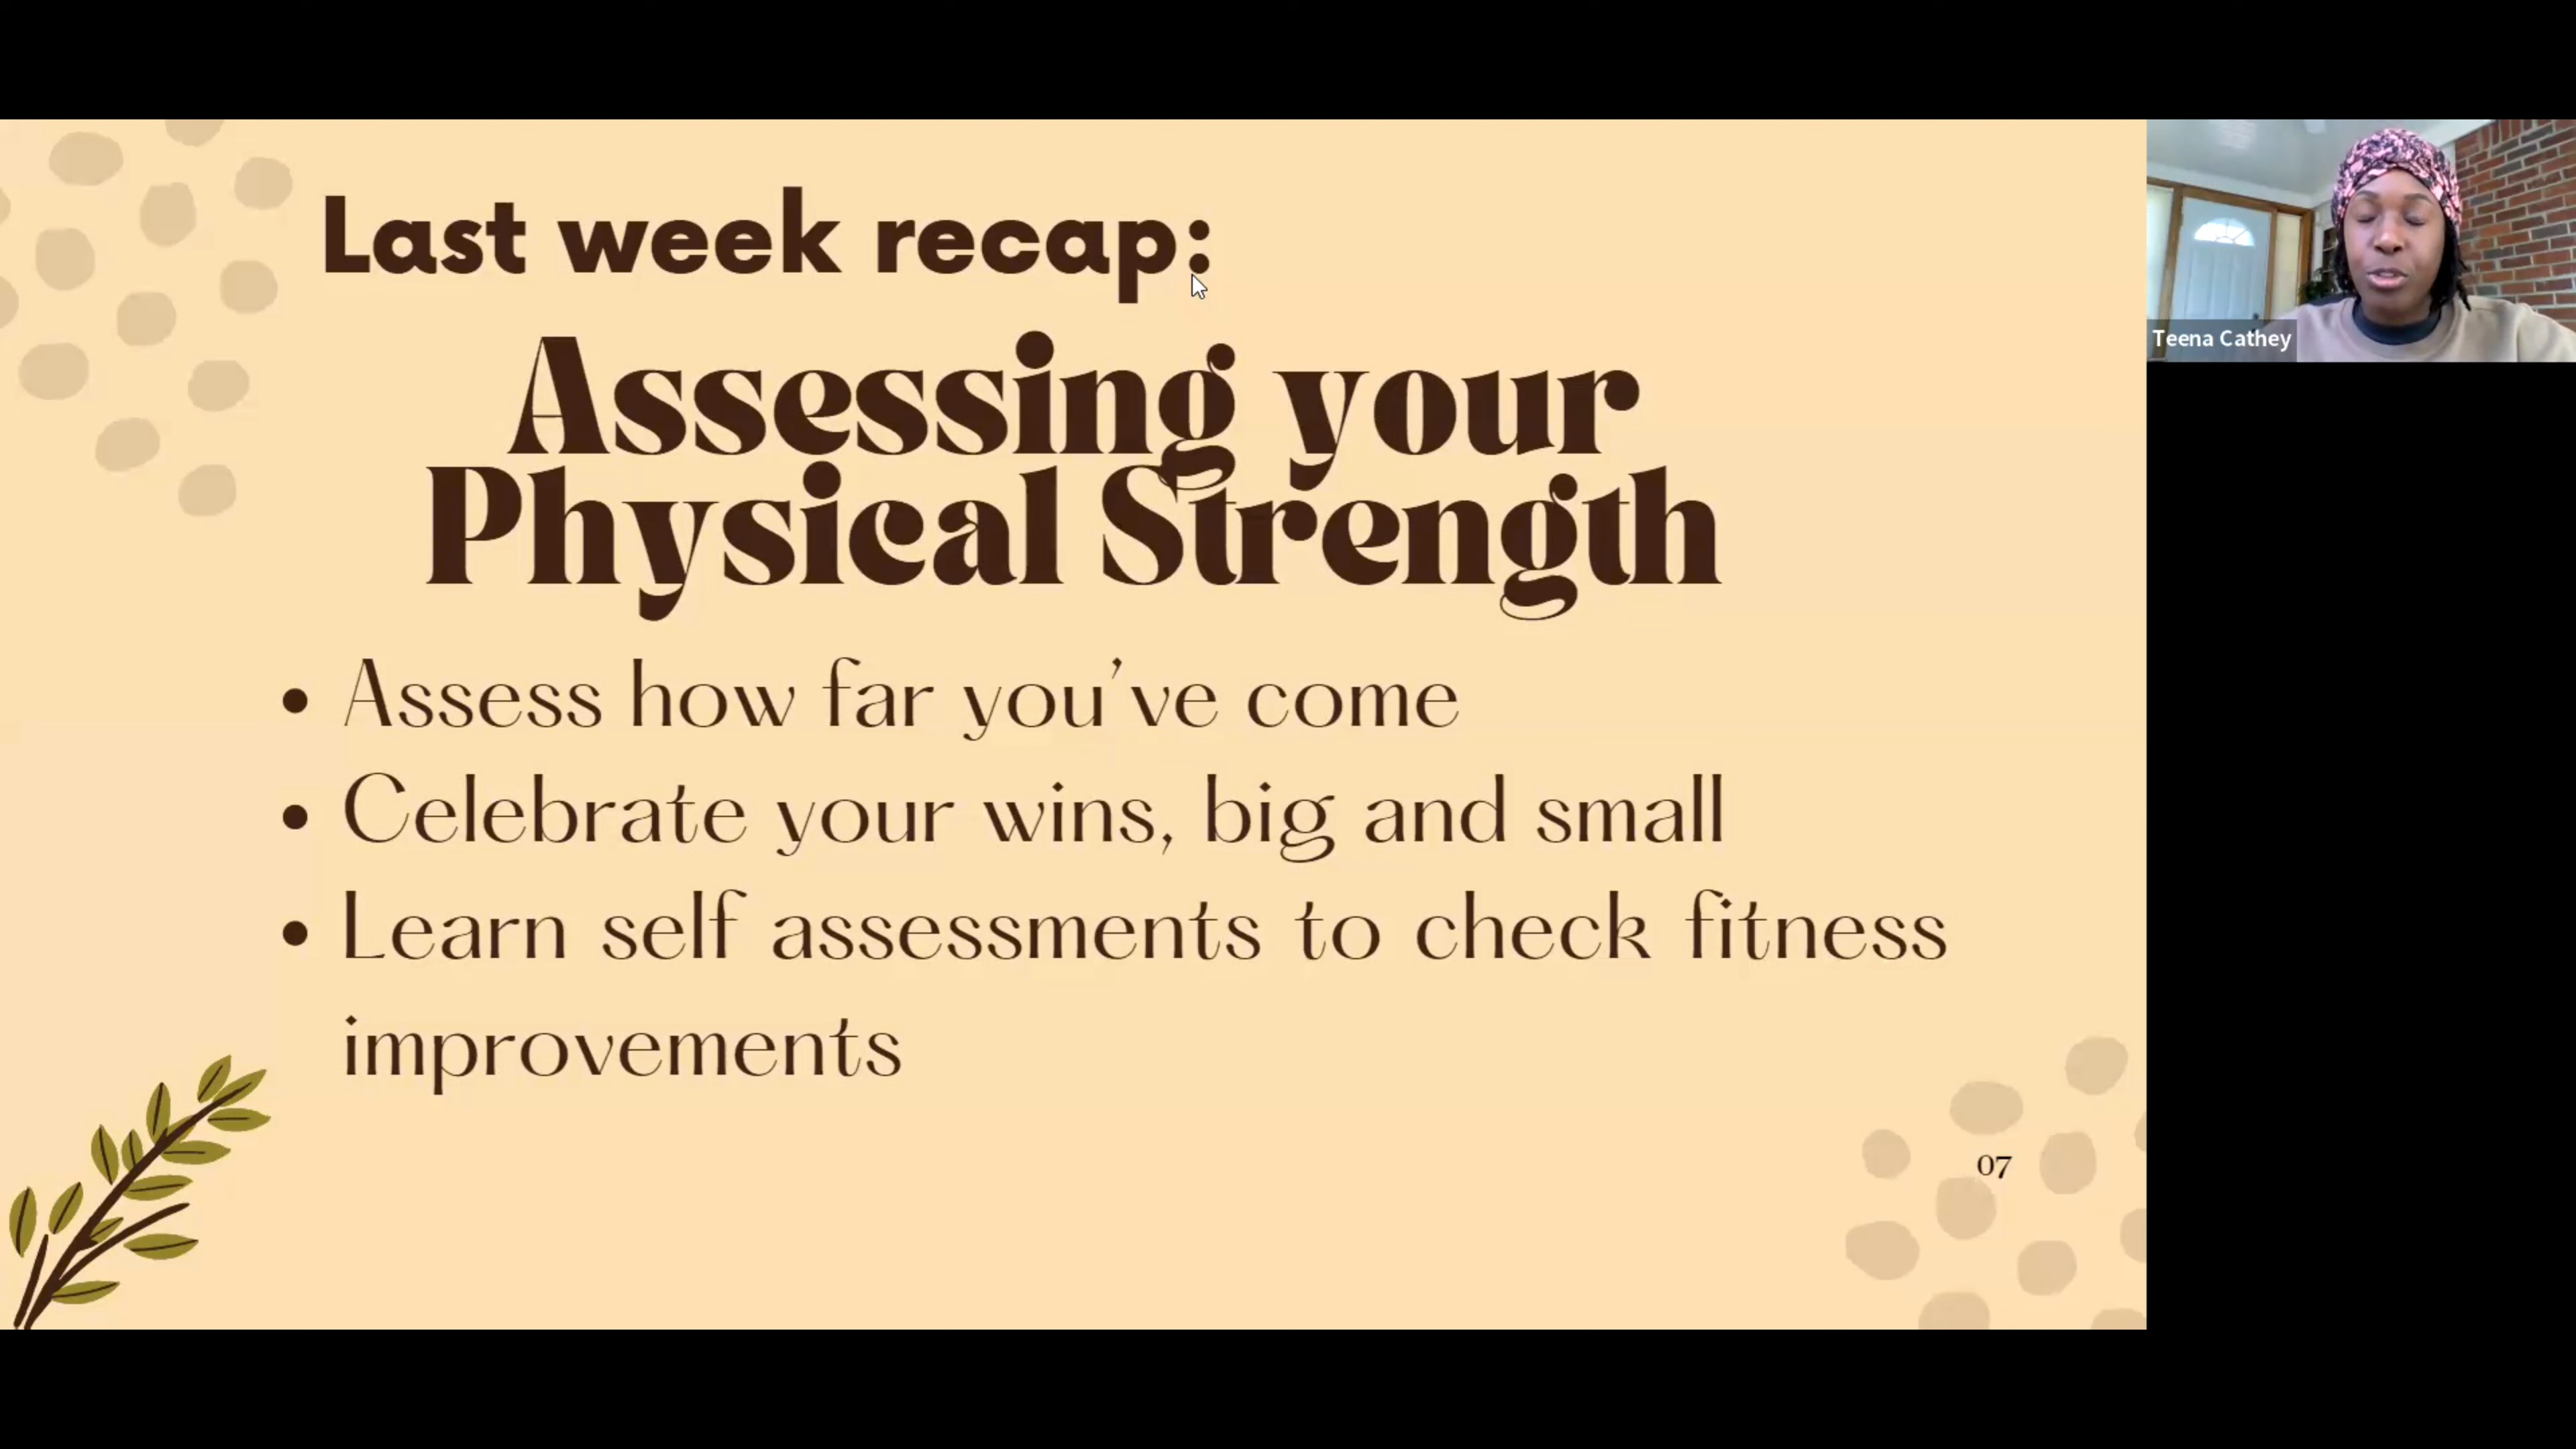 Last week recap:
Assessing your
Physical Strength
• Assess how far you've come
• Celebrate your wins, big and small
• Learn self assessments to check fitness
improvements
07
Teena Cathey